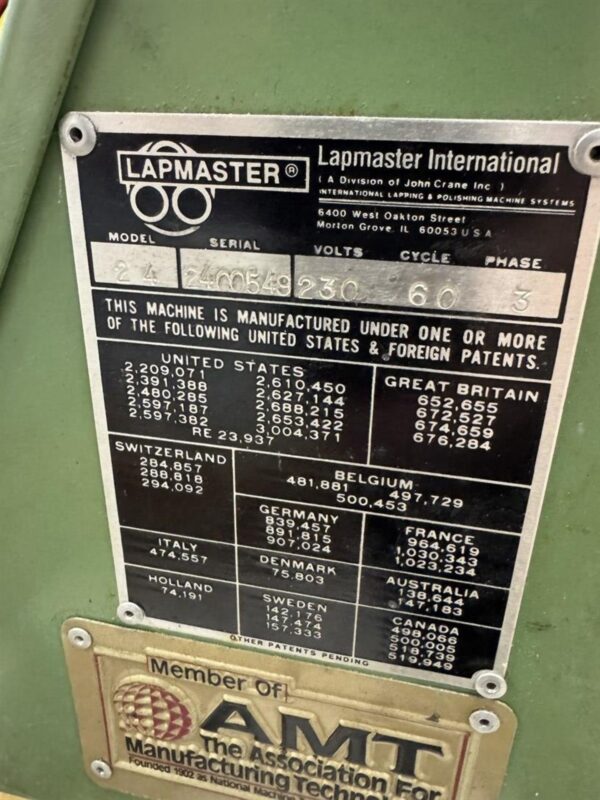 LAPMASTER®
Lapmaster International
( A Division of John Crane Inc )
INTERNATIONAL LAPPING & POLISHING MACHINE SYSTEMS
6400 West Oakton Street
Morton Grove, IL 60053 U S A
MODEL SERIAL VOLTS CYCLE PHASE
24 2400549 230 60 3
THIS MACHINE IS MANUFACTURED UNDER ONE OR MORE
OF THE FOLLOWING UNITED STATES & FOREIGN PATENTS.
UNITED STATES
2,209,071 2,610,450
2,391,388 2,627,144
2,480,285 2,688,215
2,597,187 2,653,422
2,597,382 3,004,371
RE 23,937
GREAT BRITAIN
652,655
672,527
674,659
676,284
SWITZERLAND
284,857
288,818
294,092
BELGIUM
481,881 497,729
500,453
GERMANY
839,457
891,815
907,024
FRANCE
964,619
1,030,343
1,023,234
ITALY
474,557
DENMARK
75,803
AUSTRALIA
138,644
147,183
HOLLAND
74,191
SWEDEN
142,176
147,474
157,333
CANADA
498,066
500,005
518,739
519,949
OTHER PATENTS PENDING
Member Of
AMT
The Association For
Manufacturing
Founded 1902 as National Machine